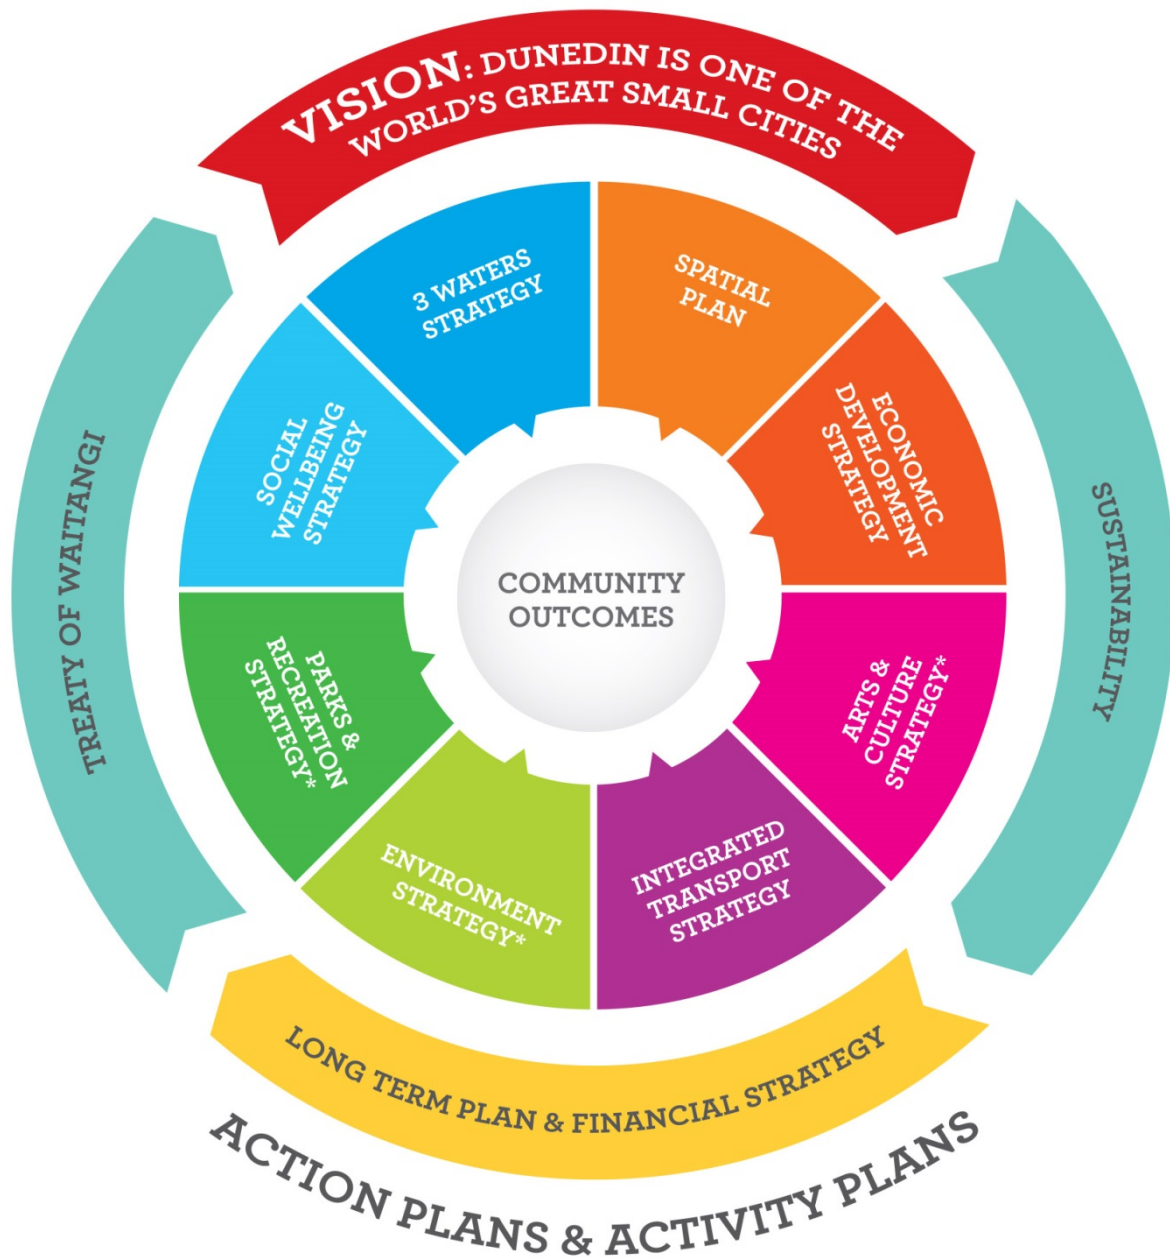 VISION: DUNEDIN IS ONE OF THE
WORLD'S GREAT SMALL CITIES
3 WATERS
STRATEGY
SPATIAL
PLAN
ECONOMIC
DEVELOPMENT
STRATEGY
ARTS &
CULTURE
STRATEGY*
INTEGRATED
TRANSPORT
STRATEGY
ENVIRONMENT
STRATEGY*
PARKS &
RECREATION
STRATEGY*
SOCIAL
WELLBEING
STRATEGY
COMMUNITY
OUTCOMES
TREATY OF WAITANGI
SUSTAINABILITY
LONG TERM PLAN & FINANCIAL STRATEGY
ACTION PLANS & ACTIVITY PLANS